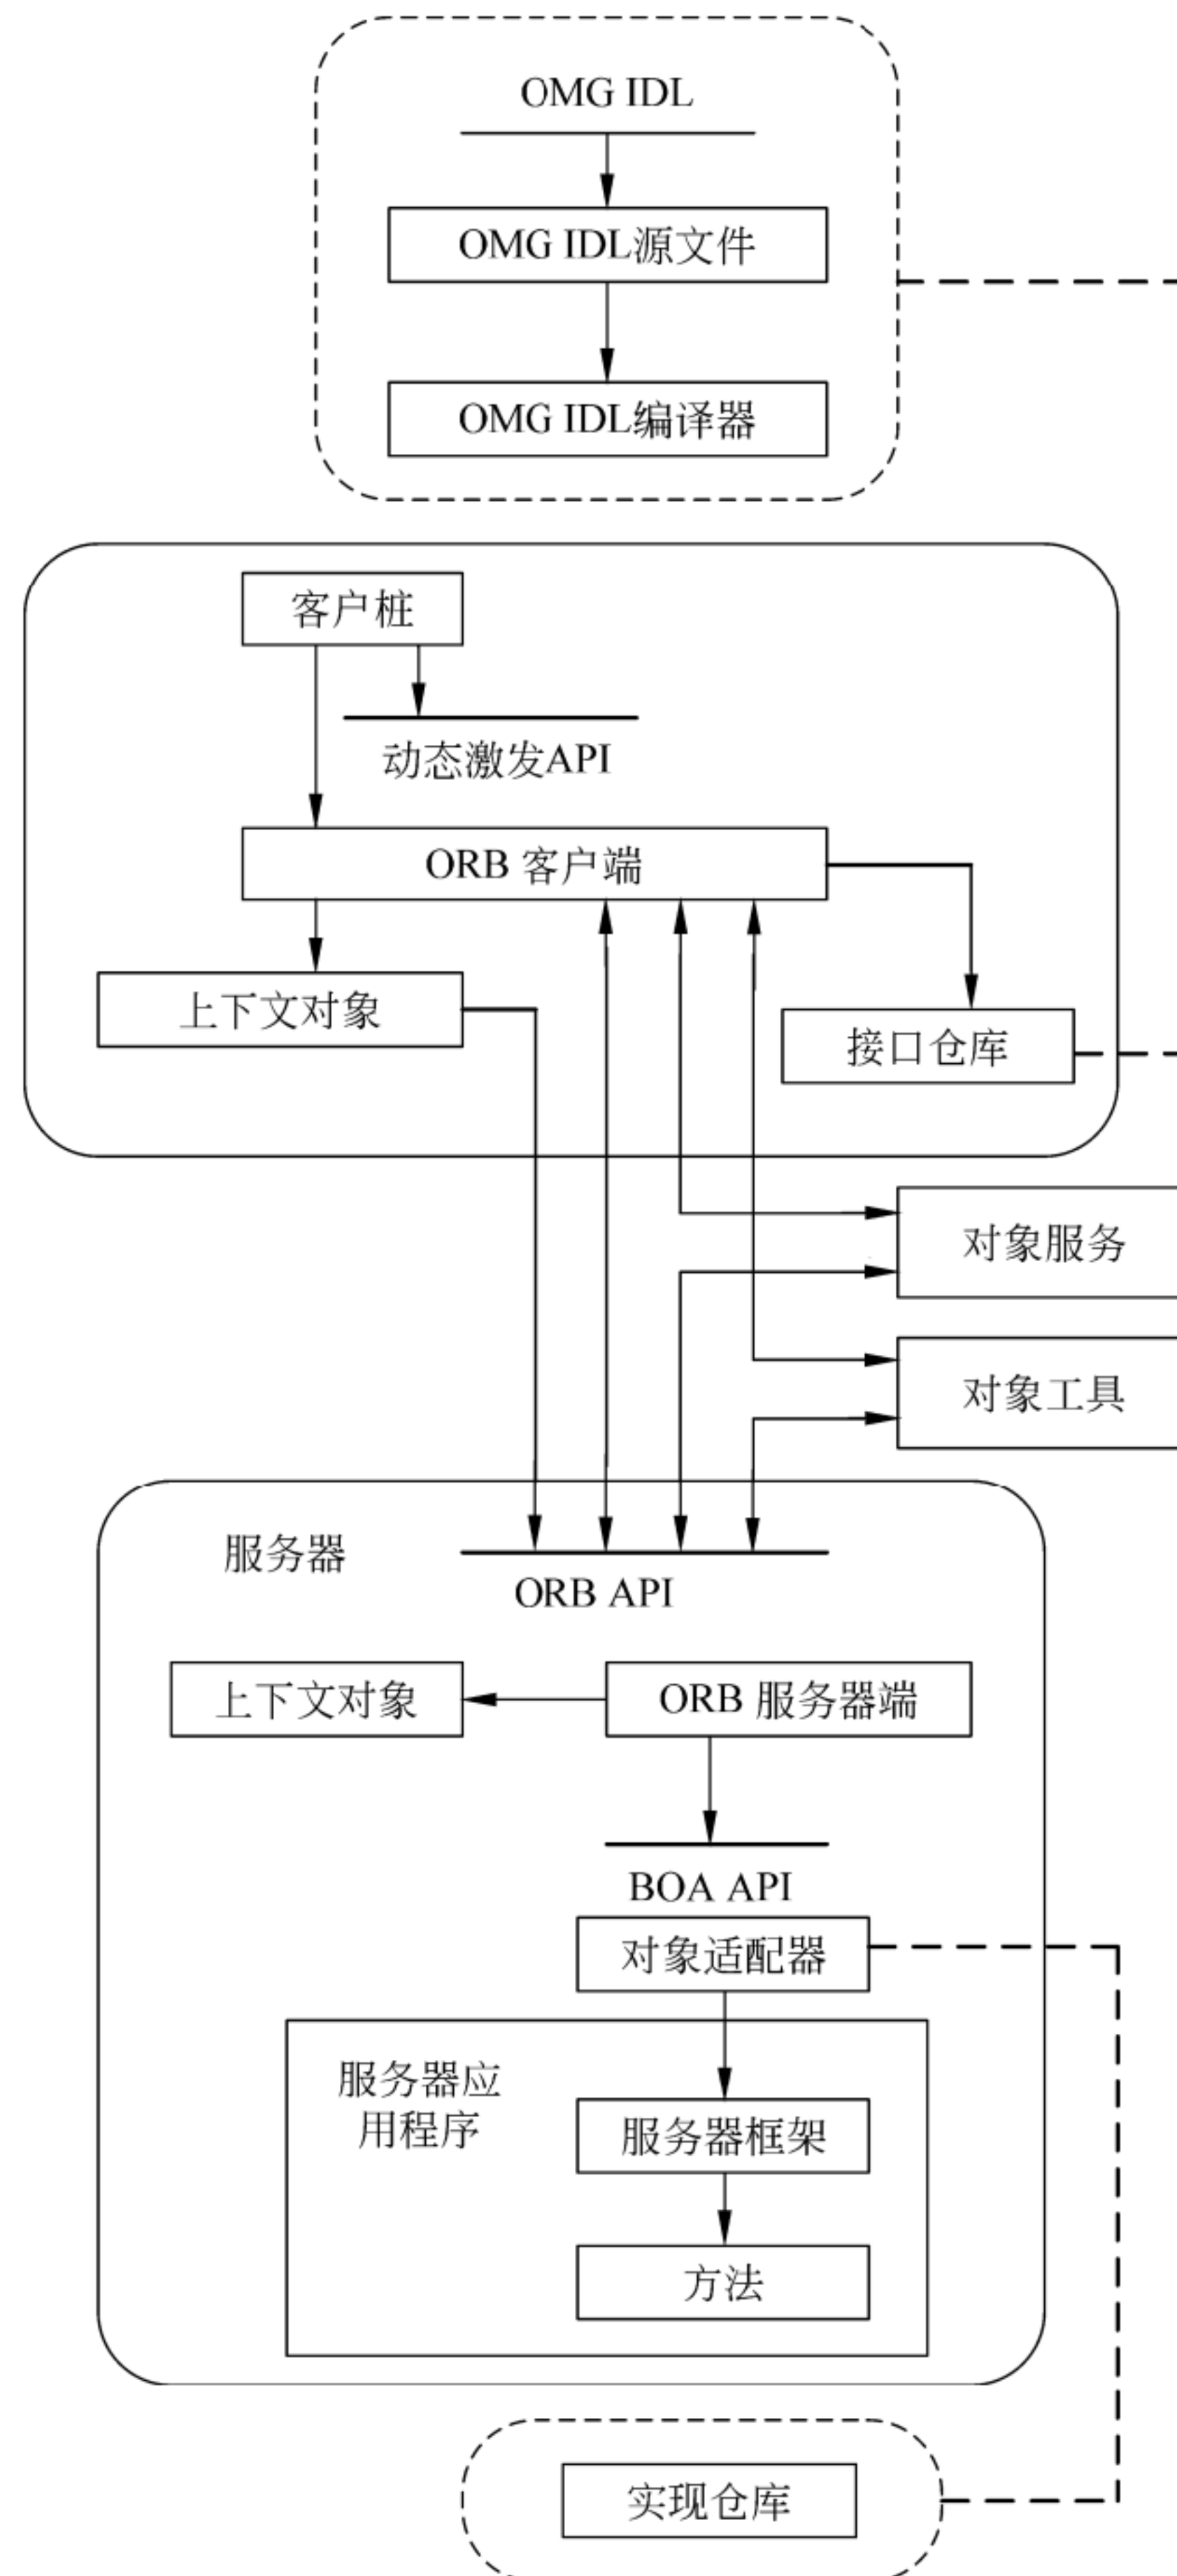 OMG IDL
OMG IDL源文件
OMG IDL编译器
客户桩
动态激发API
ORB 客户端
上下文对象
接口仓库
对象服务
对象工具
服务器
ORB API
上下文对象
ORB 服务器端
BOA API
对象适配器
服务器应
用程序
服务器框架
方法
实现仓库